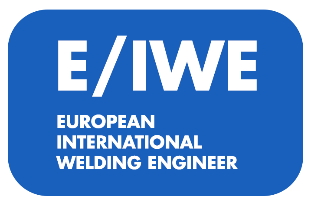 E/IWE
EUROPEAN
INTERNATIONAL
WELDING ENGINEER